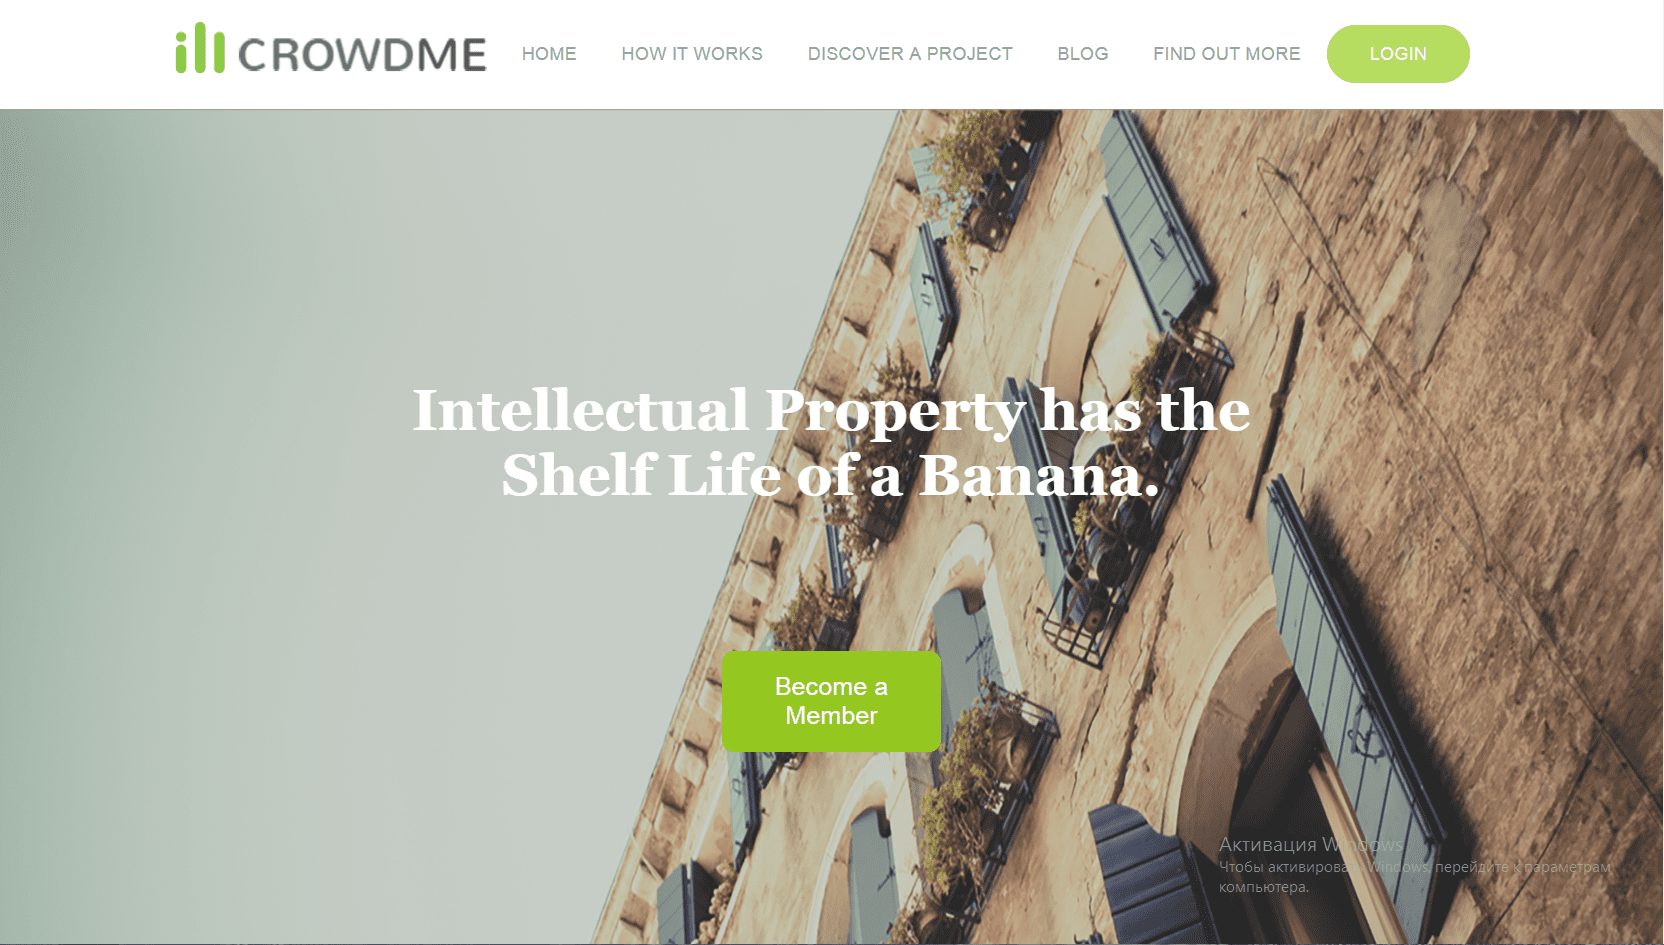 CROWDME
HOME
HOW IT WORKS
DISCOVER A PROJECT
BLOG
FIND OUT MORE
LOGIN
Intellectual Property has the
Shelf Life of a Banana.
Become a
Member
Активация Windows
Чтобы активировать Windows, перейдите к параметрам
компьютера.